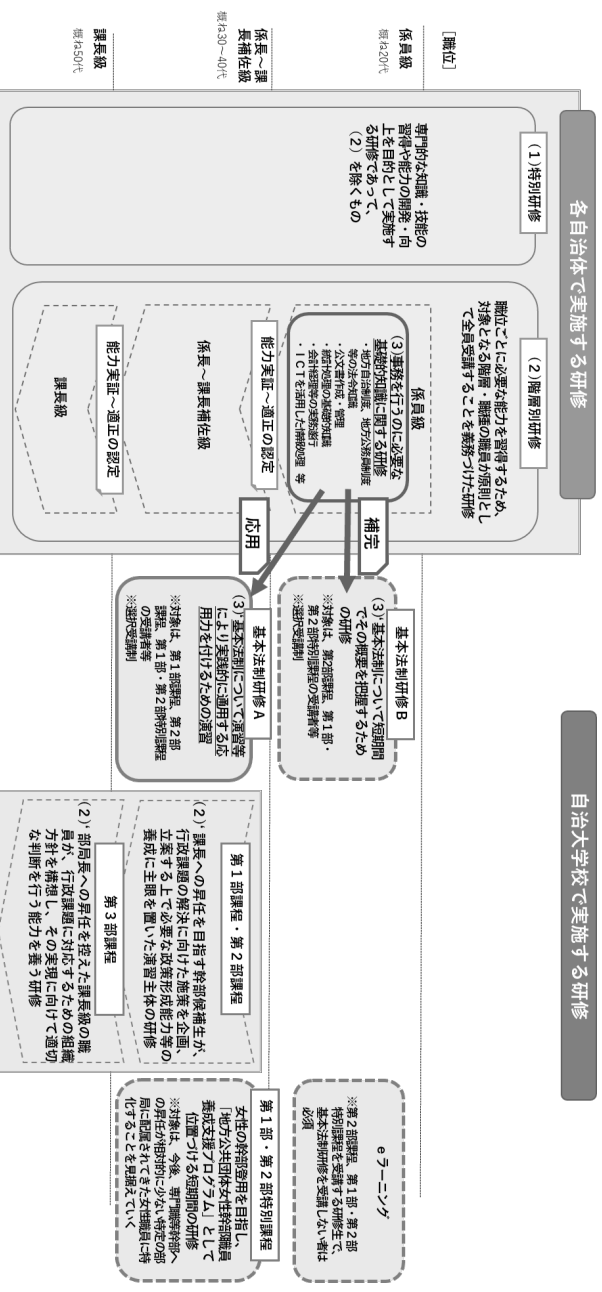 各自治体で実施する研修
自治大学校で実施する研修
[職位]
係員級
概ね20代
係長～課
長補佐級
概ね30～40代
課長級
概ね50代
(1)特別研修
専門的な知識・技能の
習得や能力の開発・向
上を目的として実施す
る研修であって、
(2)を除くもの
(2)階層別研修
職位ごとに必要な能力を習得するため、
対象となる階層・職種の職員が原則とし
て全員受講することを義務づけた研修
係員級
(3)事務を行うのに必要な
基礎的知識に関する研修
・地方自治制度、地方公務員制度
等の法令知識
・公文書作成・管理
・統計処理の基礎的知識
・会計経理等の実務遂行
・ICTを活用した情報処理 等
能力実証～適正の認定
係長～課長補佐級
能力実証～適正の認定
課長級
補完
応用
基本法制研修B
(3)‘基本法制について短期間
でその概要を把握するため
の研修
※対象は、第2部課程、第1部・
第2部特別課程の受講者等
※選択受講制
基本法制研修A
(3)‘基本法制について演習等
により実践的に適用する応
用力を付けるための演習
※対象は、第1部課程、第2部
課程、第1部・第2部特別課程
の受講者等
※選択受講制
第1部課程・第2部課程
(2)‘課長への昇任を目指す幹部候補生が、
行政課題の解決に向けた施策を企画、
立案する上で必要な政策形成能力等の
養成に主眼を置いた演習主体の研修
第3部課程
(2)‘部局長への昇任を控えた課長級の職
員が、行政課題に対応するための組織
方針を構想し、その実現に向けて適切
な判断を行う能力を養う研修
eラーニング
※第2部課程、第1部・第2部
特別課程を受講する研修生で、
基本法制研修を受講しない者は
必須
第1部・第2部特別課程
女性の幹部登用を目指し、
「地方公共団体女性幹部職員
養成支援プログラム」として
位置づける短期間の研修
※対象は、今後、専門職等幹部へ
の昇任が相対的に少ない特定の部
局に配属されてきた女性職員に特
化することを見据えていく